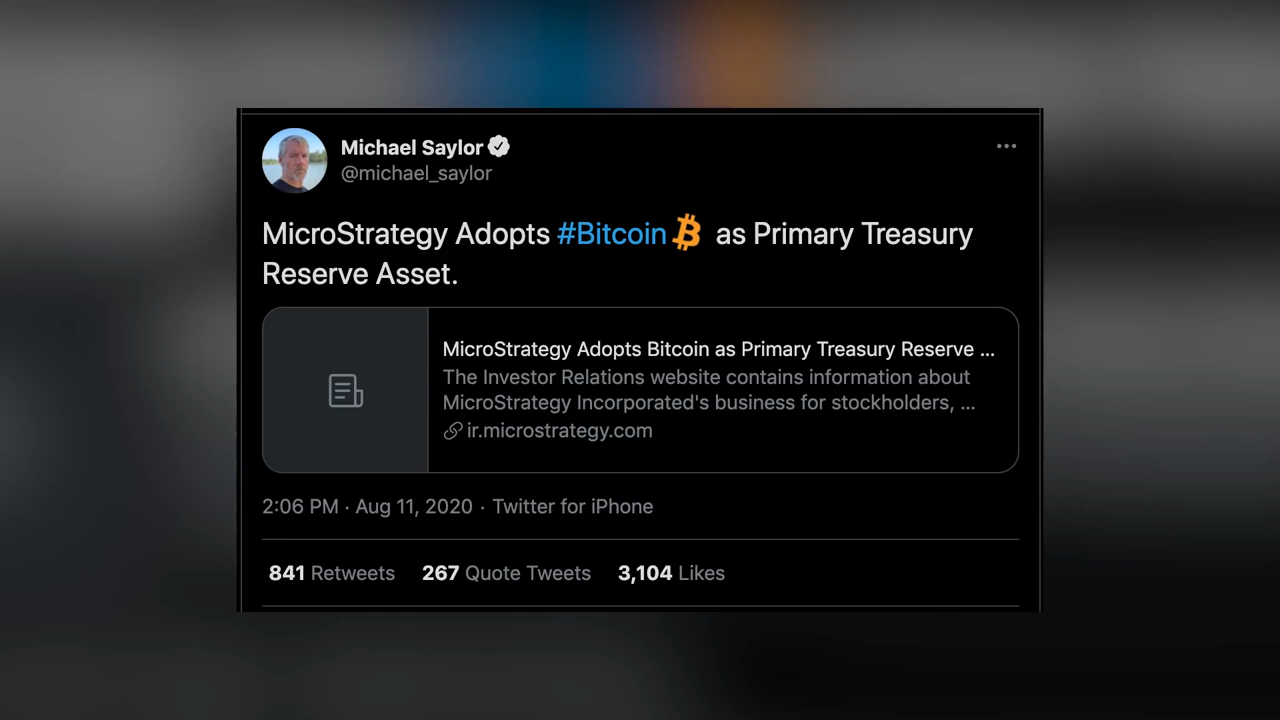 Michael Saylor
@michael_saylor
MicroStrategy Adopts #Bitcoin as Primary Treasury
Reserve Asset.
MicroStrategy Adopts Bitcoin as Primary Treasury Reserve ...
The Investor Relations website contains information about
MicroStrategy Incorporated's business for stockholders, ...
ir.microstrategy.com
2:06 PM · Aug 11, 2020 · Twitter for iPhone
841 Retweets 267 Quote Tweets 3,104 Likes